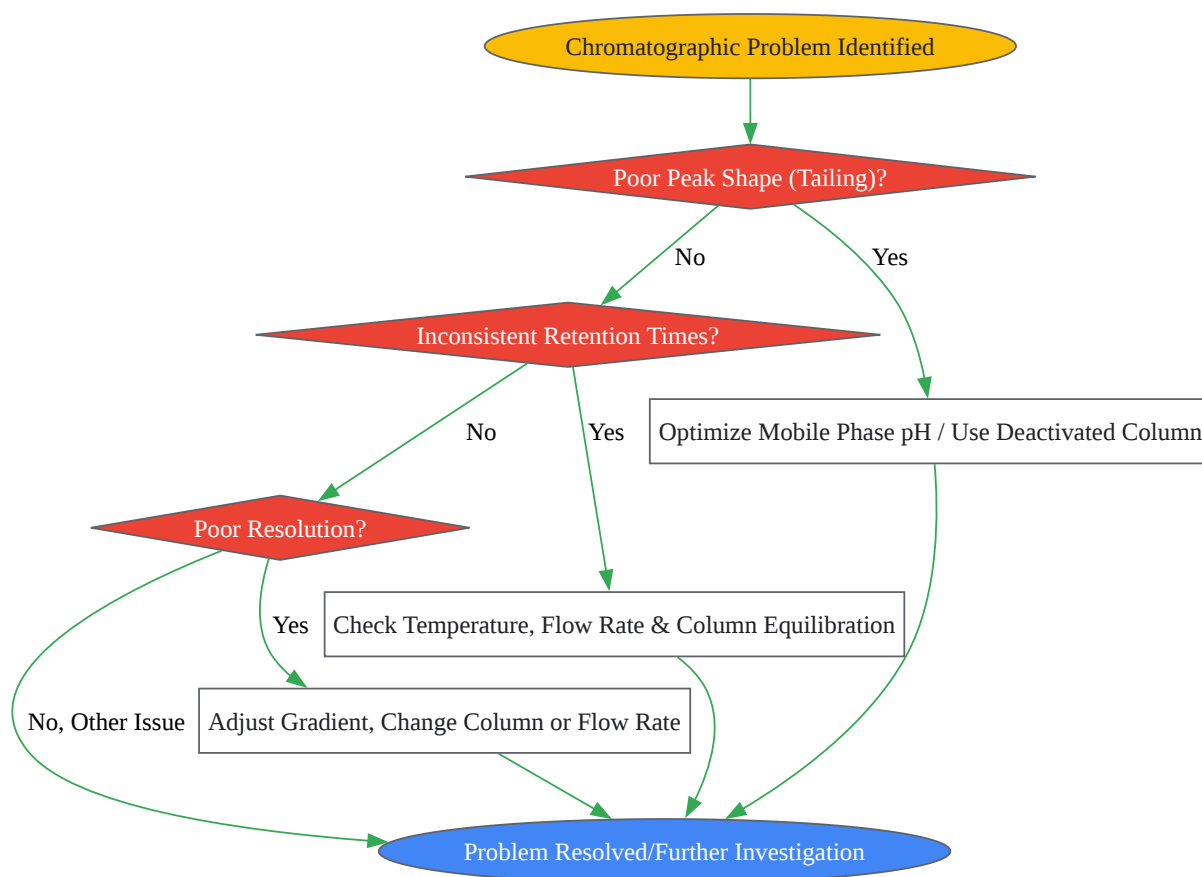 Chromatographic Problem Identified
Poor Peak Shape (Tailing)?
No
Yes
Inconsistent Retention Times?
No
Yes
Optimize Mobile Phase pH / Use Deactivated Column
Poor Resolution?
Yes
Check Temperature, Flow Rate & Column Equilibration
No, Other Issue
Adjust Gradient, Change Column or Flow Rate
Problem Resolved/Further Investigation